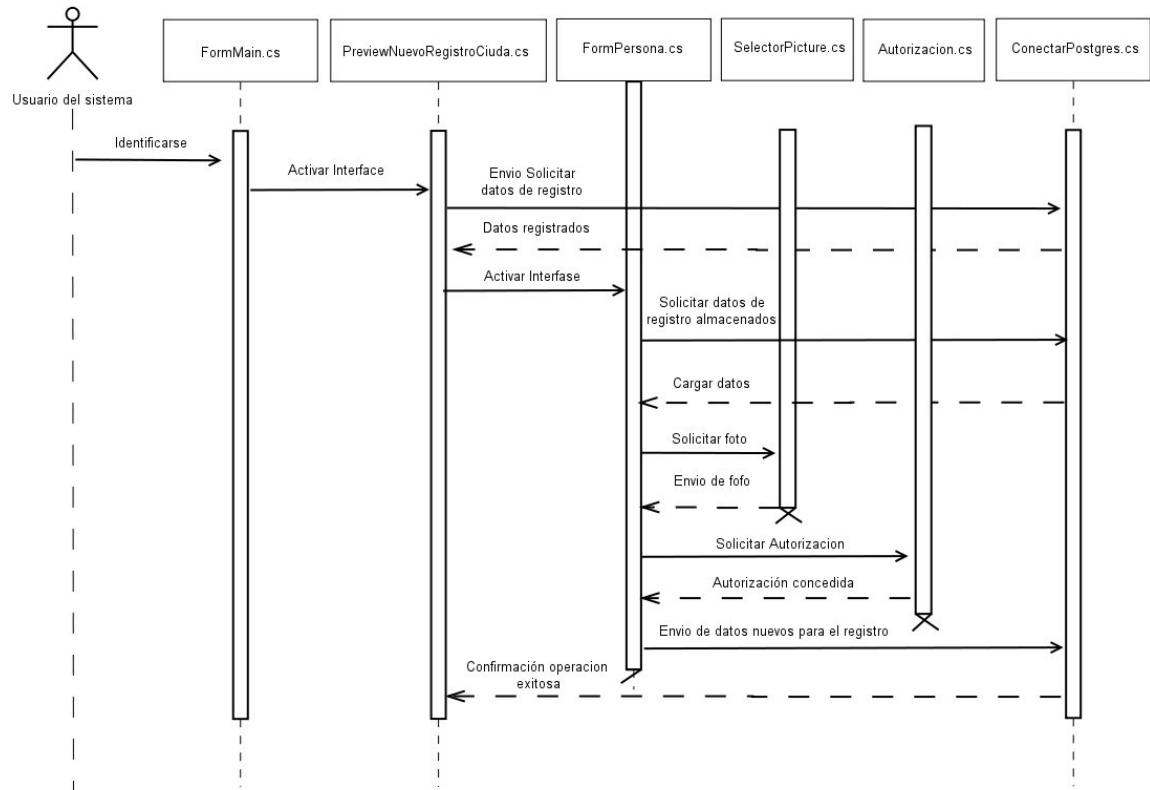 FormMain.cs
PreviewNuevoRegistroCiuda.cs
FormPersona.cs
SelectorPicture.cs
Autorizacion.cs
ConectarPostgres.cs
Usuario del sistema
Identificarse
Activar Interface
Envio Solicitar
datos de registro
Datos registrados
Activar Interfase
Solicitar datos de
registro almacenados
Cargar datos
Solicitar foto
Envio de fofo
Solicitar Autorizacion
Autorización concedida
Envio de datos nuevos para el registro
Confirmación operacion
exitosa